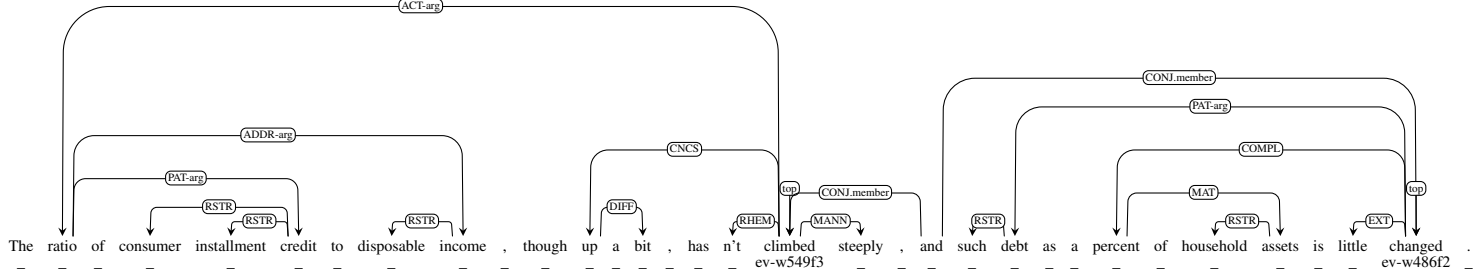 ACT-arg
CONJ.member
PAT-arg
ADDR-arg
CNCS COMPL
PAT-arg top CONJ.member MAT top
RSTR DIFF
RSTR RSTR RHEM MANN RSTR RSTR EXT
The ratio of consumer installment credit to disposable income , though up a bit , has n't climbed steeply , and such debt as a percent of household assets is little changed .
_ _ _ _ _ _ _ _ _ _ _ _ _ _ _ _ _ ev-w549f3 _ _ _ _ _ _ _ _ _ _ _ _ _ _ ev-w486f2 _